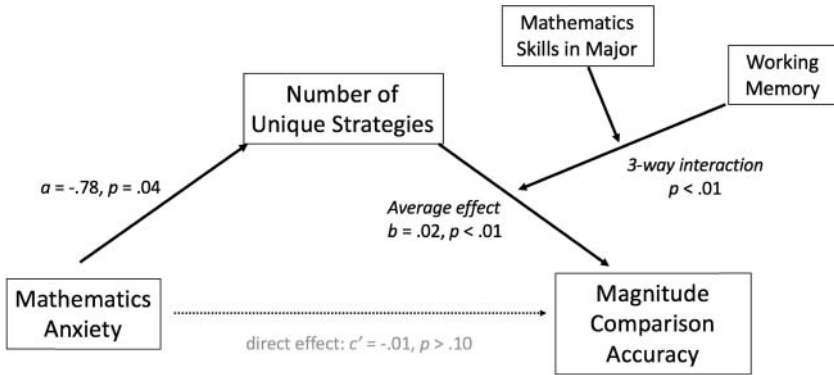 Mathematics
Skills in Major
Working
Memory
Number of
Unique Strategies
3-way interaction
p < .01
a = -.78, p = .04
Average effect
b = .02, p < .01
Mathematics
Anxiety
Magnitude
Comparison
Accuracy
direct effect: c′ = -.01, p > .10